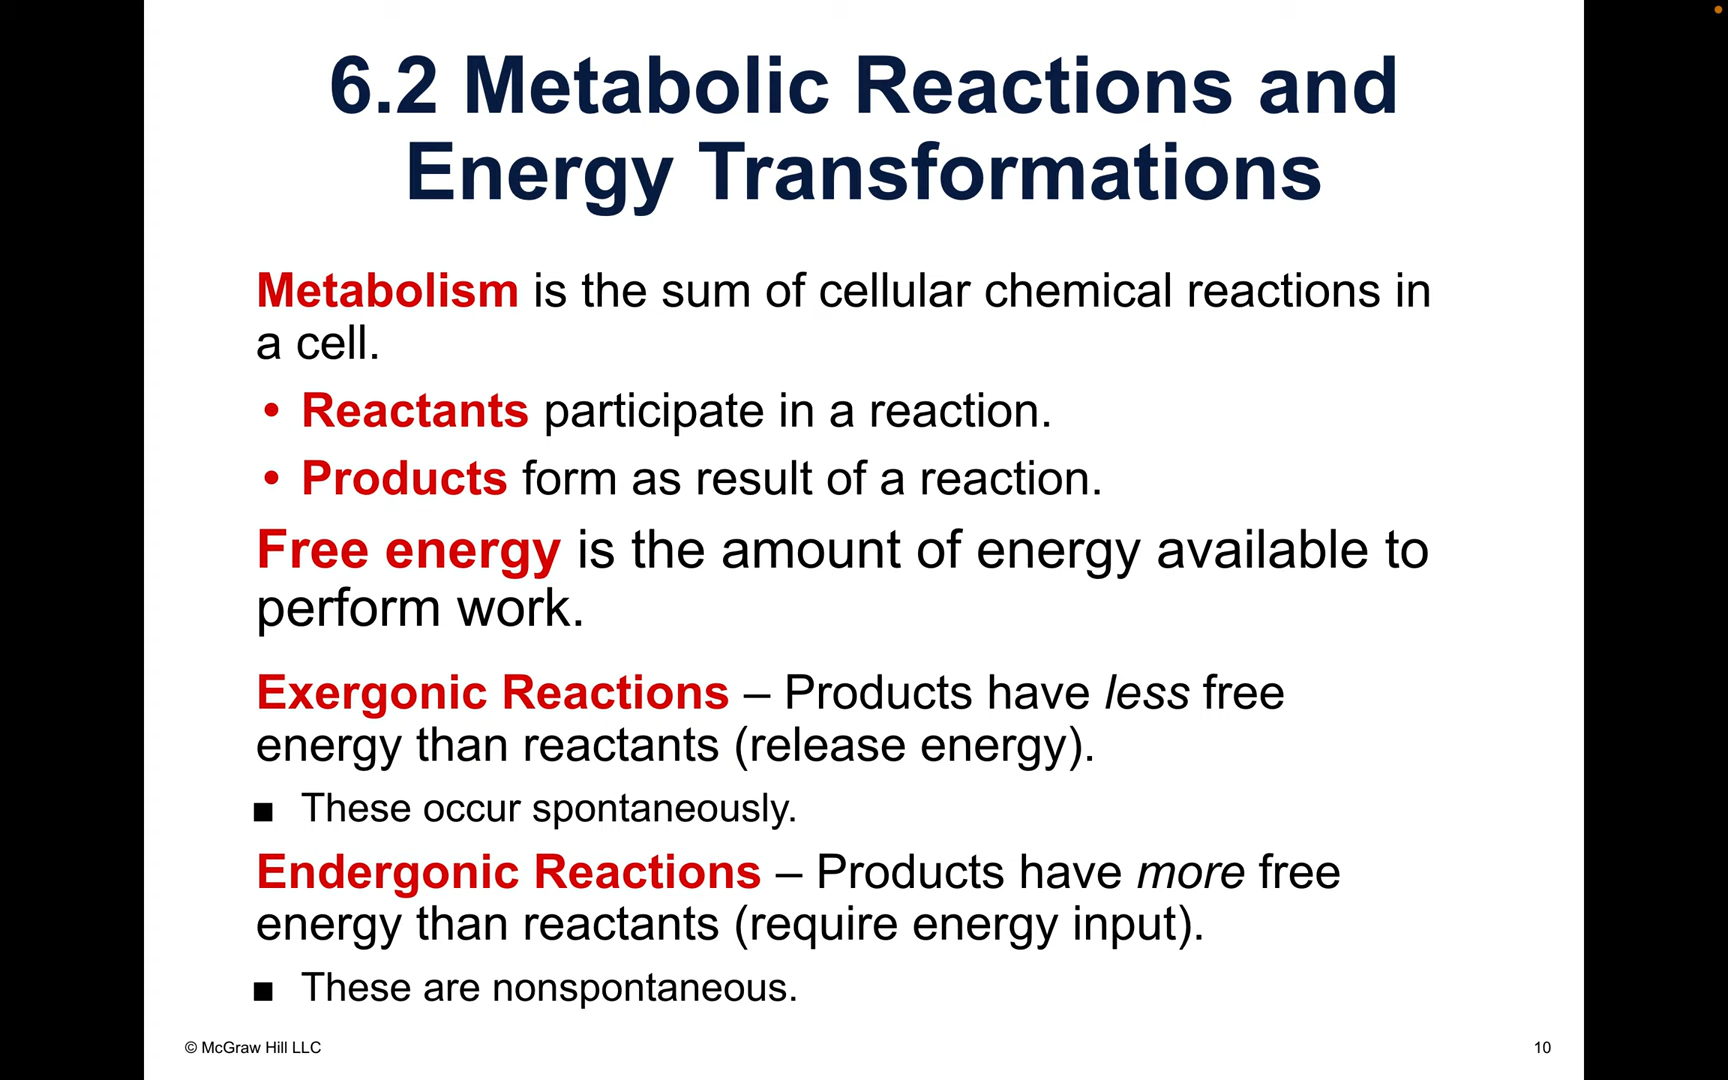 6.2 Metabolic Reactions and
Energy Transformations
Metabolism is the sum of cellular chemical reactions in
a cell.
• Reactants participate in a reaction.
• Products form as result of a reaction.
Free energy is the amount of energy available to
perform work.
Exergonic Reactions – Products have less free
energy than reactants (release energy).
■ These occur spontaneously.
Endergonic Reactions – Products have more free
energy than reactants (require energy input).
■ These are nonspontaneous.
© McGraw Hill LLC
10